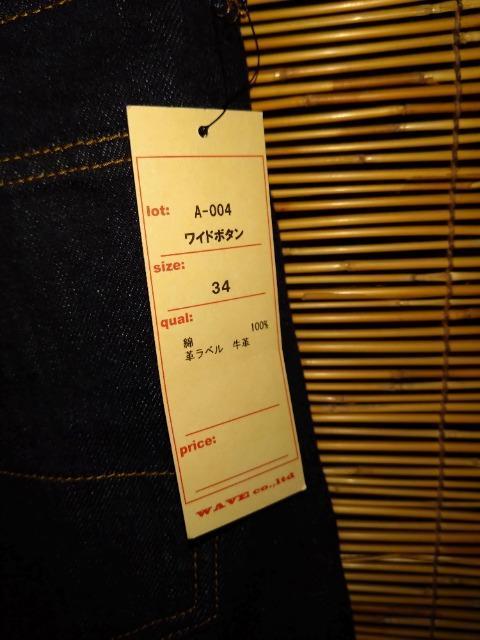 lot: A-004
ワイドボタン
size:
34
qual:
綿 100%
革ラベル 牛革
price:
WAVE co.,ltd